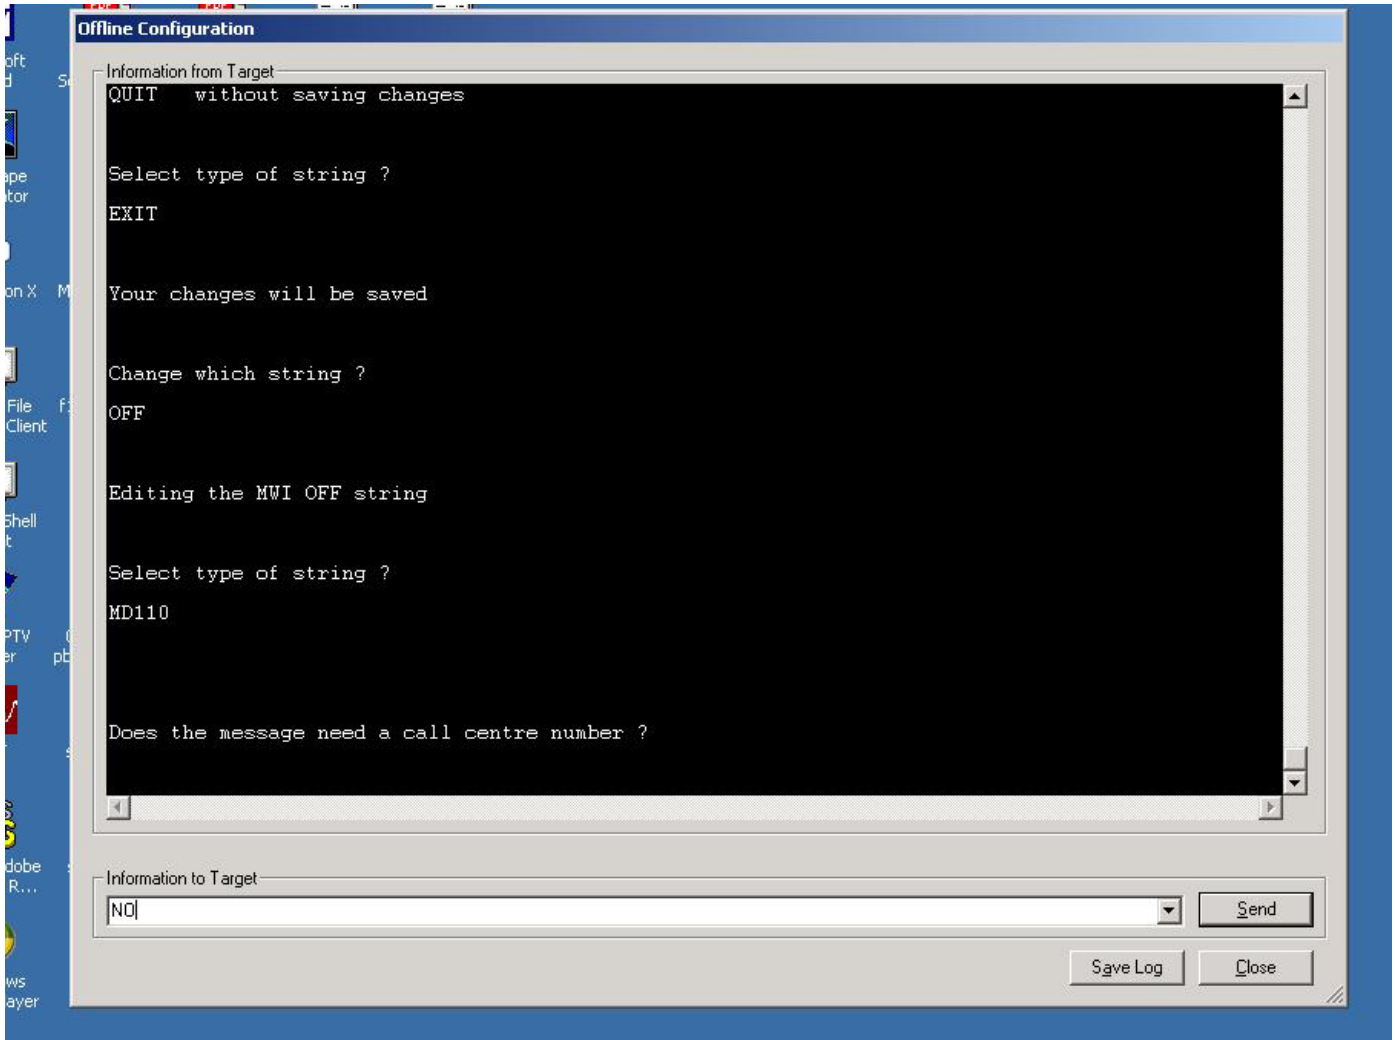 Offline Configuration
Information from Target
QUIT   without saving changes
Select type of string ?
EXIT
Your changes will be saved
Change which string ?
OFF
Editing the MWI OFF string
Select type of string ?
MD110
Does the message need a call centre number ?
Information to Target
NO
Send
Save Log
Close
oft
on X
M
File
Client
Shell
PTV
er
pb
dobe
R...
ws
ayer